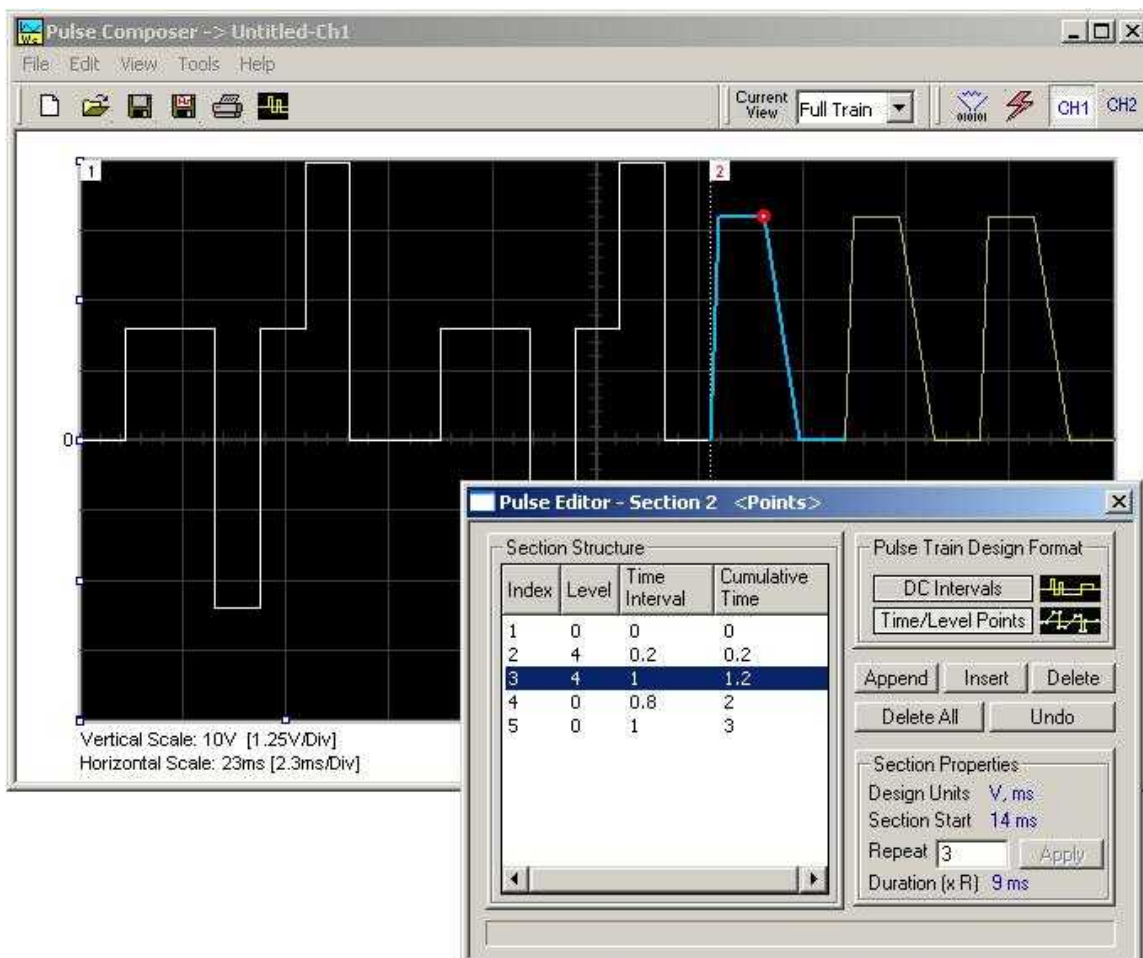 Pulse Composer -> Untitled-Ch1
File Edit View Tools Help
Current View Full Train
010101
CH1 CH2
1
2
0
Vertical Scale: 10V [1.25V/Div]
Horizontal Scale: 23ms [2.3ms/Div]
Pulse Editor - Section 2 <Points>
Section Structure
Index Level Time Interval Cumulative Time
1 0 0 0
2 4 0.2 0.2
3 4 1 1.2
4 0 0.8 2
5 0 1 3
Pulse Train Design Format
DC Intervals
Time/Level Points
Append Insert Delete
Delete All Undo
Section Properties
Design Units V, ms
Section Start 14 ms
Repeat 3 Apply
Duration (x R) 9 ms